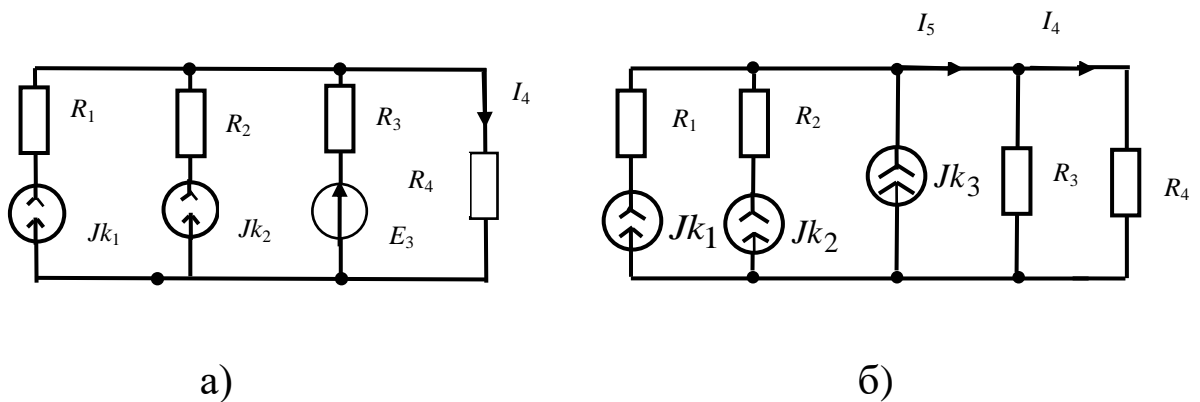 I5 I4
R1 R2 R3 I4 R4
Jk1 Jk2 E3
R1 R2 Jk3 R3 R4
Jk1 Jk2
а) б)